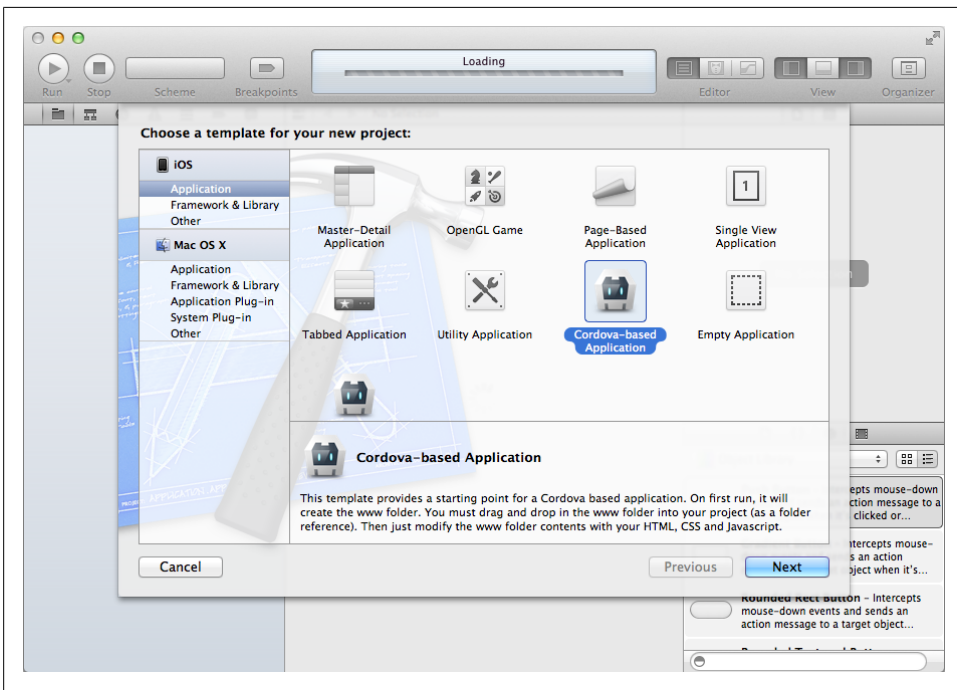 Loading
Run Stop Scheme Breakpoints Editor View Organizer
No Selection
Choose a template for your new project:
iOS
Application
Framework & Library
Other
Mac OS X
Application
Framework & Library
Application Plug-in
System Plug-in
Other
Master-Detail
Application
OpenGL Game
Page-Based
Application
1
Single View
Application
Tabbed Application
Utility Application
Cordova-based
Application
Empty Application
Cordova-based Application
This template provides a starting point for a Cordova based application. On first run, it will
create the www folder. You must drag and drop in the www folder into your project (as a folder
reference). Then just modify the www folder contents with your HTML, CSS and Javascript.
Cancel Previous Next
epts mouse-down
ction message to a
clicked or...
ntercepts mouse-
s an action
bject when it's...
Rounded Rect Button - Intercepts
mouse-down events and sends an
action message to a target object...